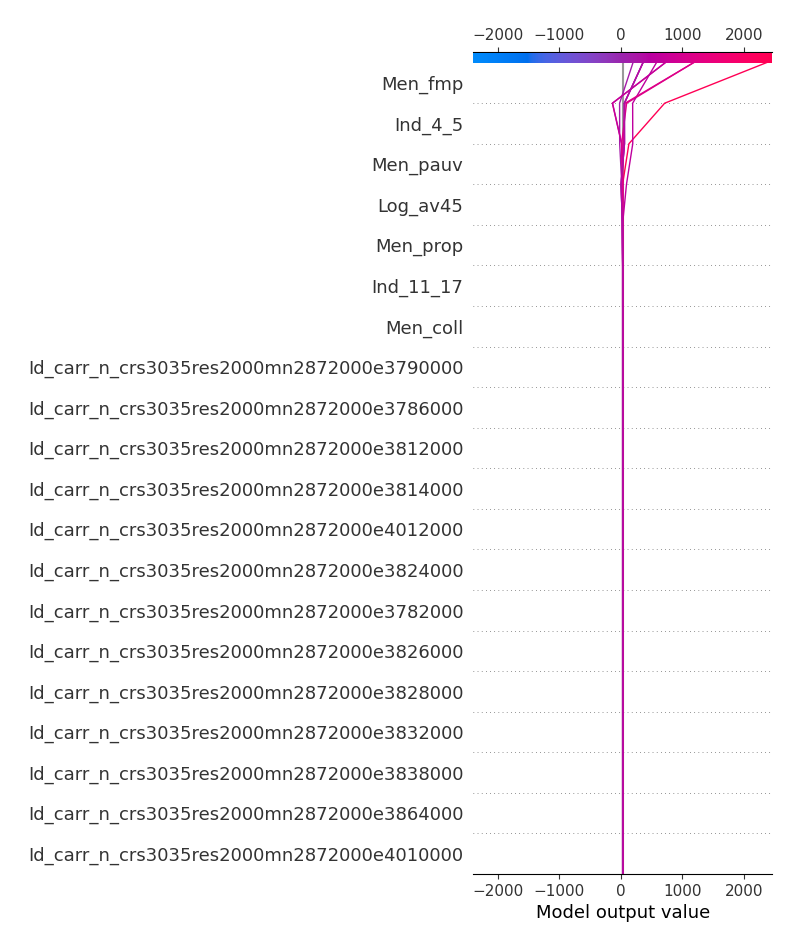 −2000 −1000 0 1000 2000
Men_fmp
Ind_4_5
Men_pauv
Log_av45
Men_prop
Ind_11_17
Men_coll
Id_carr_n_crs3035res2000mn2872000e3790000
Id_carr_n_crs3035res2000mn2872000e3786000
Id_carr_n_crs3035res2000mn2872000e3812000
Id_carr_n_crs3035res2000mn2872000e3814000
Id_carr_n_crs3035res2000mn2872000e4012000
Id_carr_n_crs3035res2000mn2872000e3824000
Id_carr_n_crs3035res2000mn2872000e3782000
Id_carr_n_crs3035res2000mn2872000e3826000
Id_carr_n_crs3035res2000mn2872000e3828000
Id_carr_n_crs3035res2000mn2872000e3832000
Id_carr_n_crs3035res2000mn2872000e3838000
Id_carr_n_crs3035res2000mn2872000e3864000
Id_carr_n_crs3035res2000mn2872000e4010000
−2000 −1000 0 1000 2000
Model output value